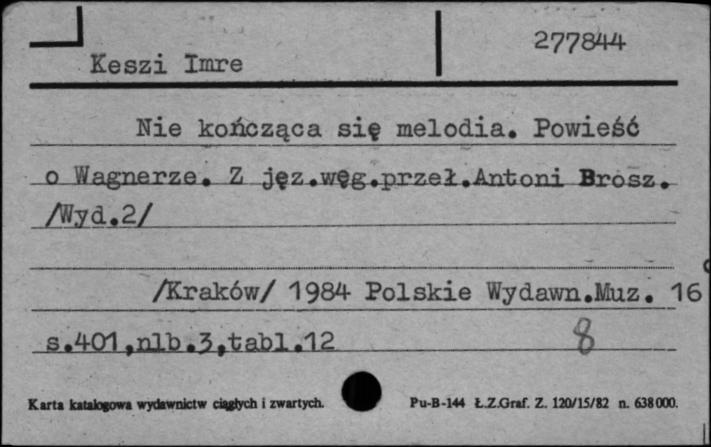 Keszi Imre 277844
Nie kończąca się melodia. Powieść
o Wagnerze. Z jęz.węg.przeł.Antoni Brosz.
/Wyd.2/
/Kraków/ 1984 Polskie Wydawn.Muz. 16
s.401,nlb.3,tabl.12 8
Karta katalogowa wydawnictw ciągłych i zwartych. Pu-B-144 Ł.Z.Graf. Z. 120/15/82 n. 638000.